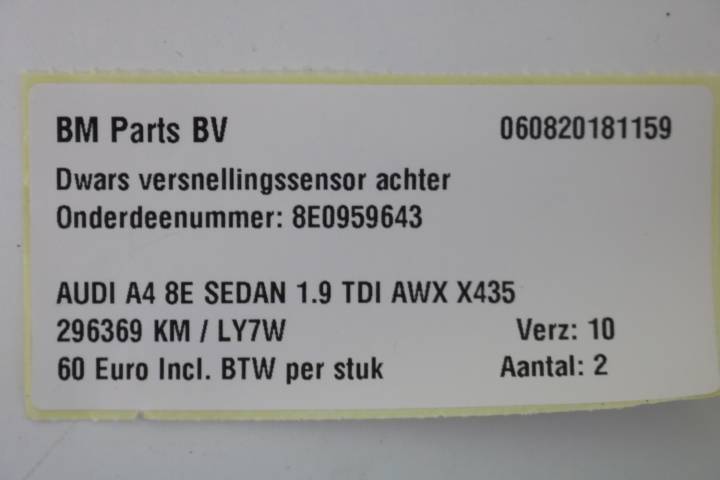 BM Parts BV 060820181159
Dwars versnellingssensor achter
Onderdeenummer: 8E0959643
AUDI A4 8E SEDAN 1.9 TDI AWX X435
296369 KM / LY7W Verz: 10
60 Euro Incl. BTW per stuk Aantal: 2